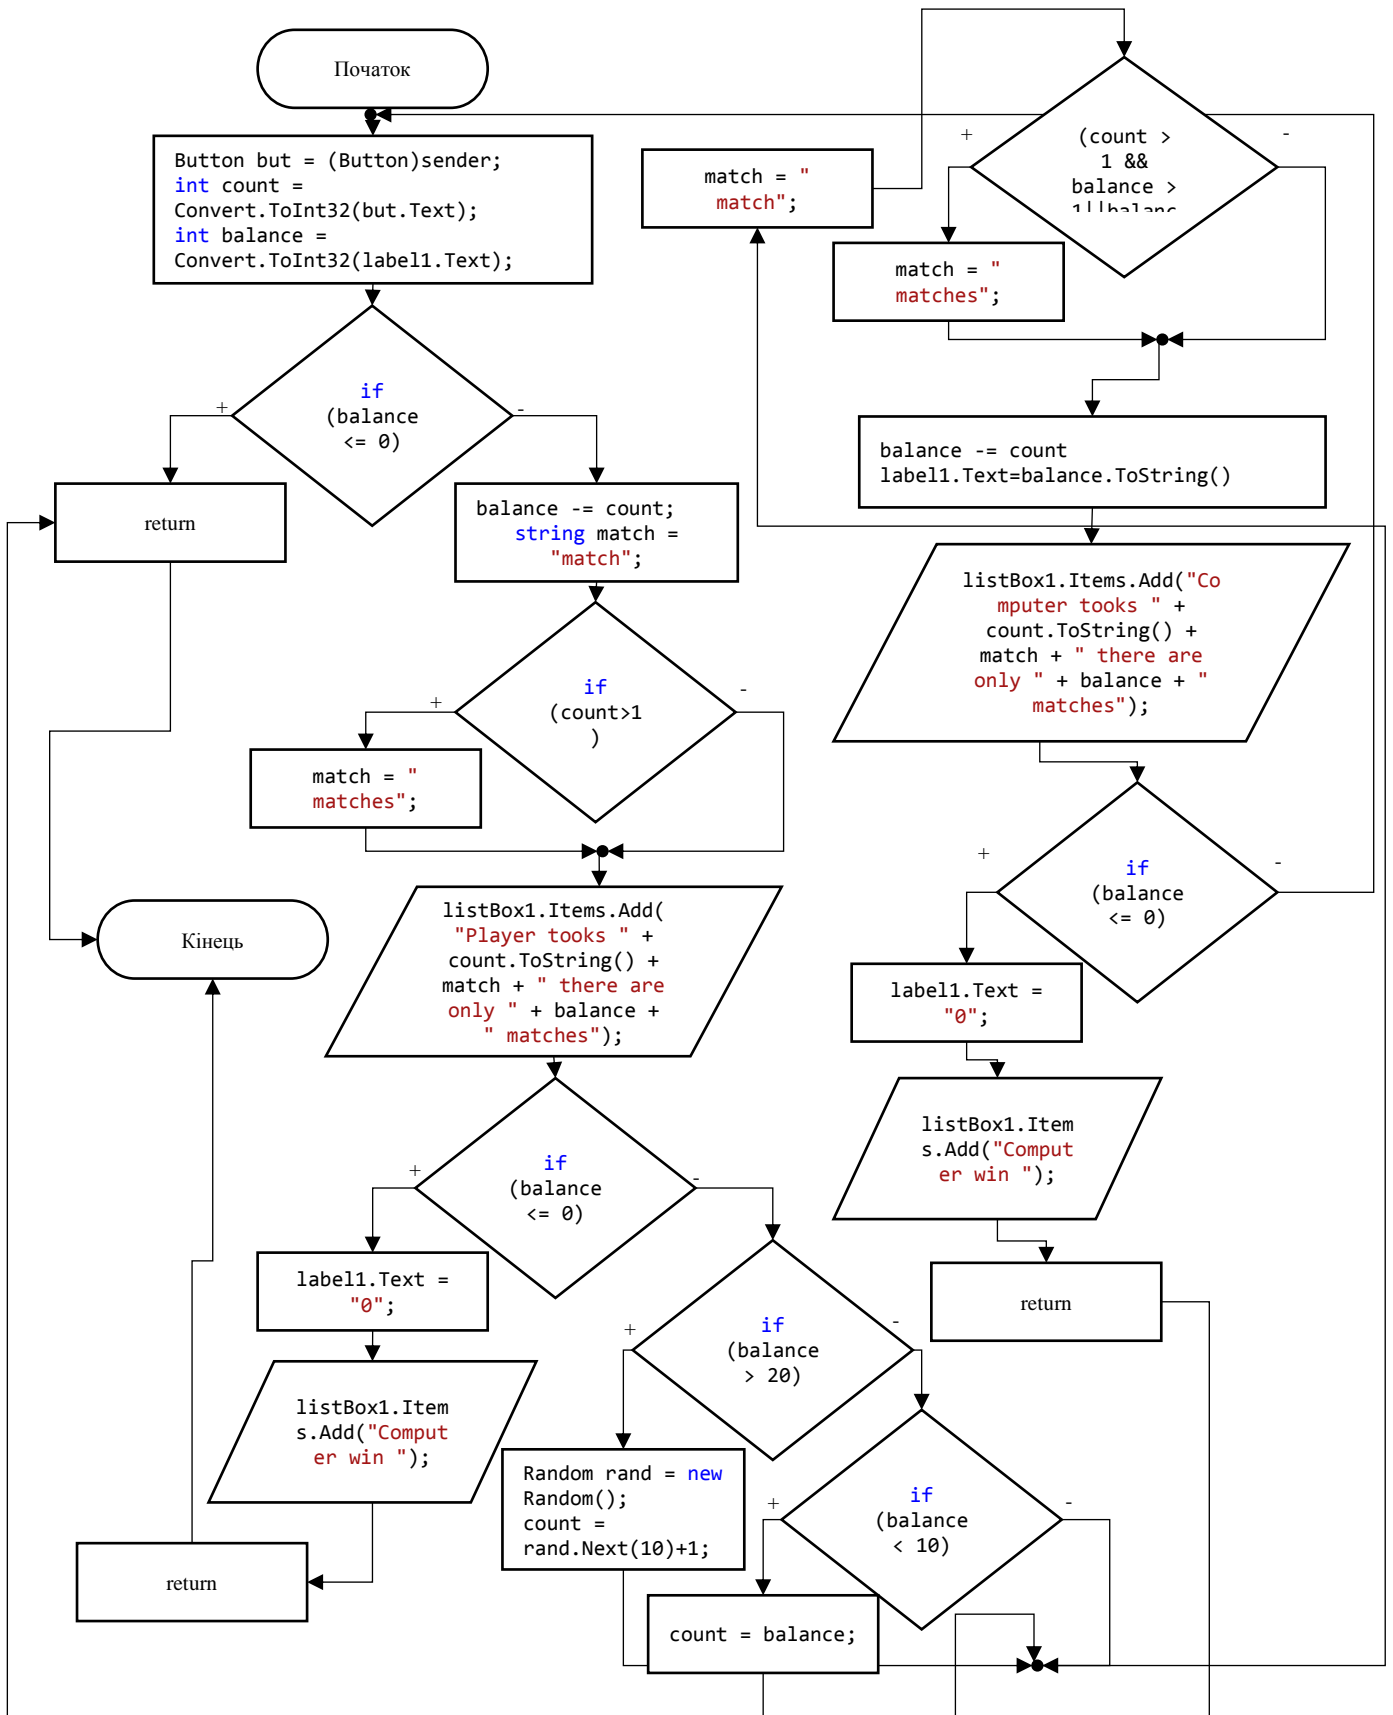 Початок
Button but = (Button)sender;
int count =
Convert.ToInt32(but.Text);
int balance =
Convert.ToInt32(label1.Text);
if
(balance
<= 0)
+
-
return
balance -= count;
string match =
"match";
if
(count>1
)
+
-
match = "
matches";
listBox1.Items.Add(
"Player tooks " +
count.ToString() +
match + " there are
only " + balance +
" matches");
Кінець
if
(balance
<= 0)
+
-
label1.Text =
"0";
listBox1.Item
s.Add("Comput
er win ");
return
if
(balance
> 20)
+
-
Random rand = new
Random();
count =
rand.Next(10)+1;
if
(balance
< 10)
+
-
count = balance;
match = "
match";
(count >
1 &&
balance >
1||balanc
+
-
match = "
matches";
balance -= count
label1.Text=balance.ToString()
listBox1.Items.Add("Co
mputer tooks " +
count.ToString() +
match + " there are
only " + balance + "
matches");
if
(balance
<= 0)
+
-
label1.Text =
"0";
listBox1.Item
s.Add("Comput
er win ");
return